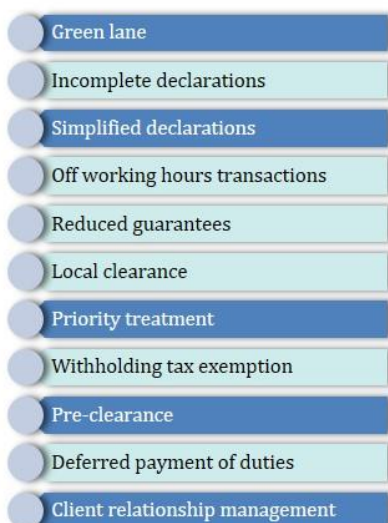 Green lane
Incomplete declarations
Simplified declarations
Off working hours transactions
Reduced guarantees
Local clearance
Priority treatment
Withholding tax exemption
Pre-clearance
Deferred payment of duties
Client relationship management